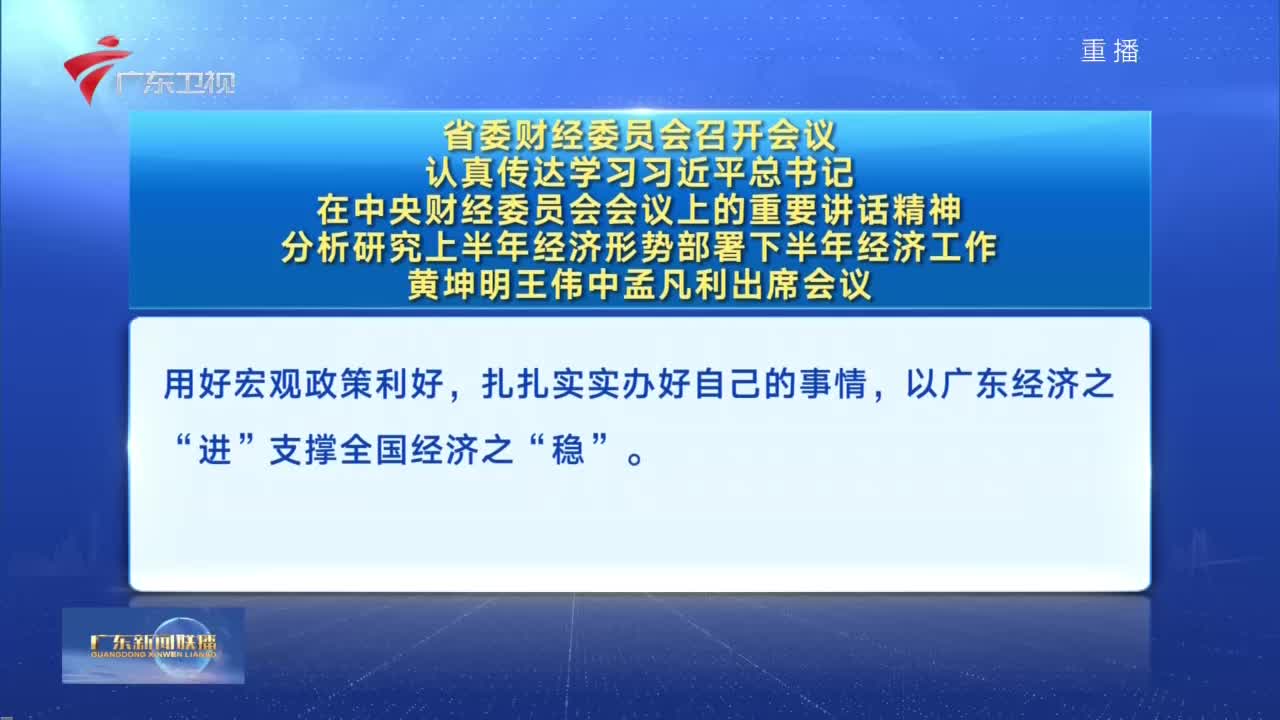 广东卫视
重播
省委财经委员会召开会议
认真传达学习习近平总书记
在中央财经委员会会议上的重要讲话精神
分析研究上半年经济形势部署下半年经济工作
黄坤明王伟中孟凡利出席会议
用好宏观政策利好，扎扎实实办好自己的事情，以广东经济之
“进”支撑全国经济之“稳”。
广东新闻联播
GUANGDONG XINWEN LIANBO